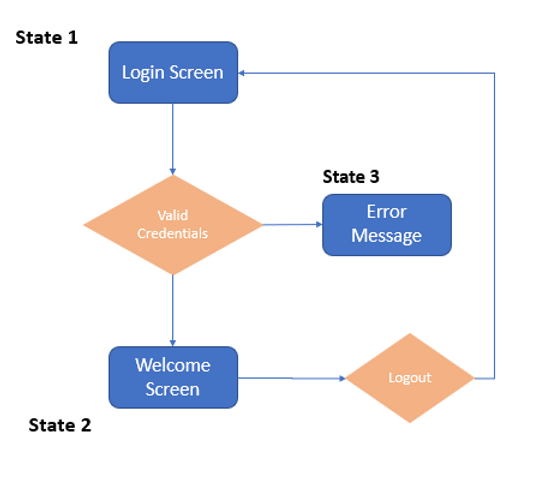 State 1
Login Screen
State 3
Valid
Credentials
Error
Message
Welcome
Screen
Logout
State 2